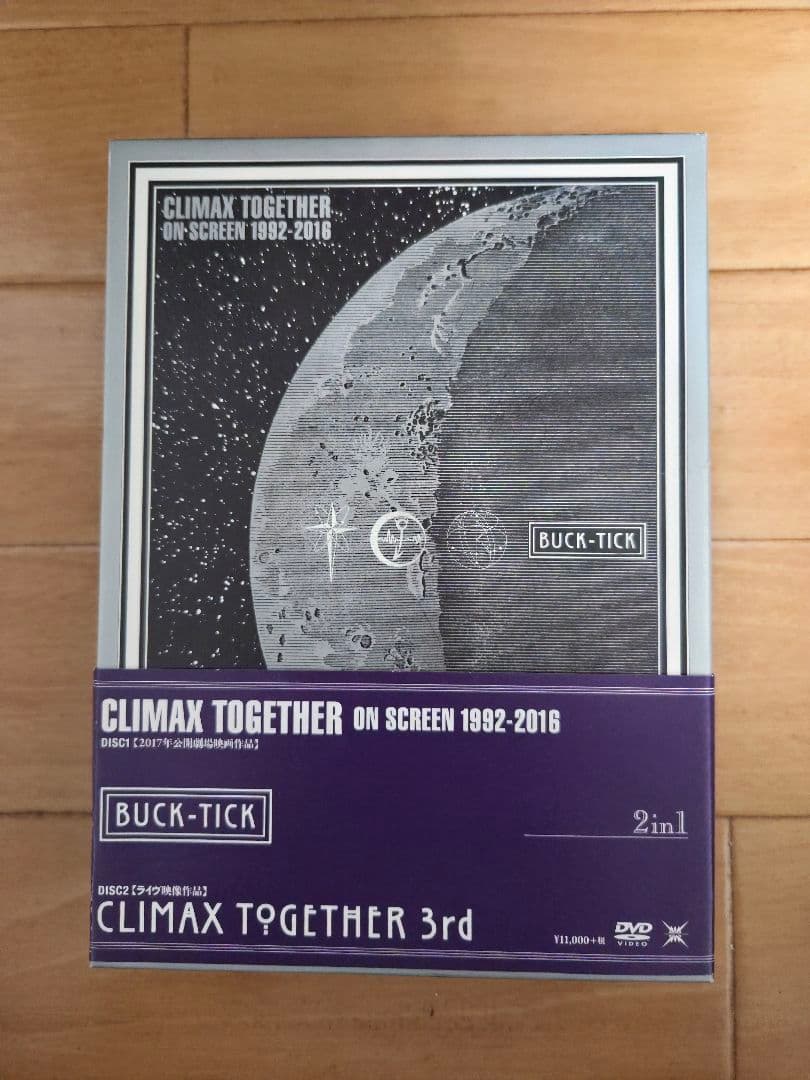 CLIMAX TOGETHER
ON SCREEN 1992-2016
BUCK-TICK
CLIMAX TOGETHER ON SCREEN 1992-2016
DISC1【2017年公開劇場映画作品】
BUCK-TICK
2in1
DISC2【ライヴ映像作品】
CLIMAX TOGETHER 3rd
¥11,000+税
DVD
VIDEO